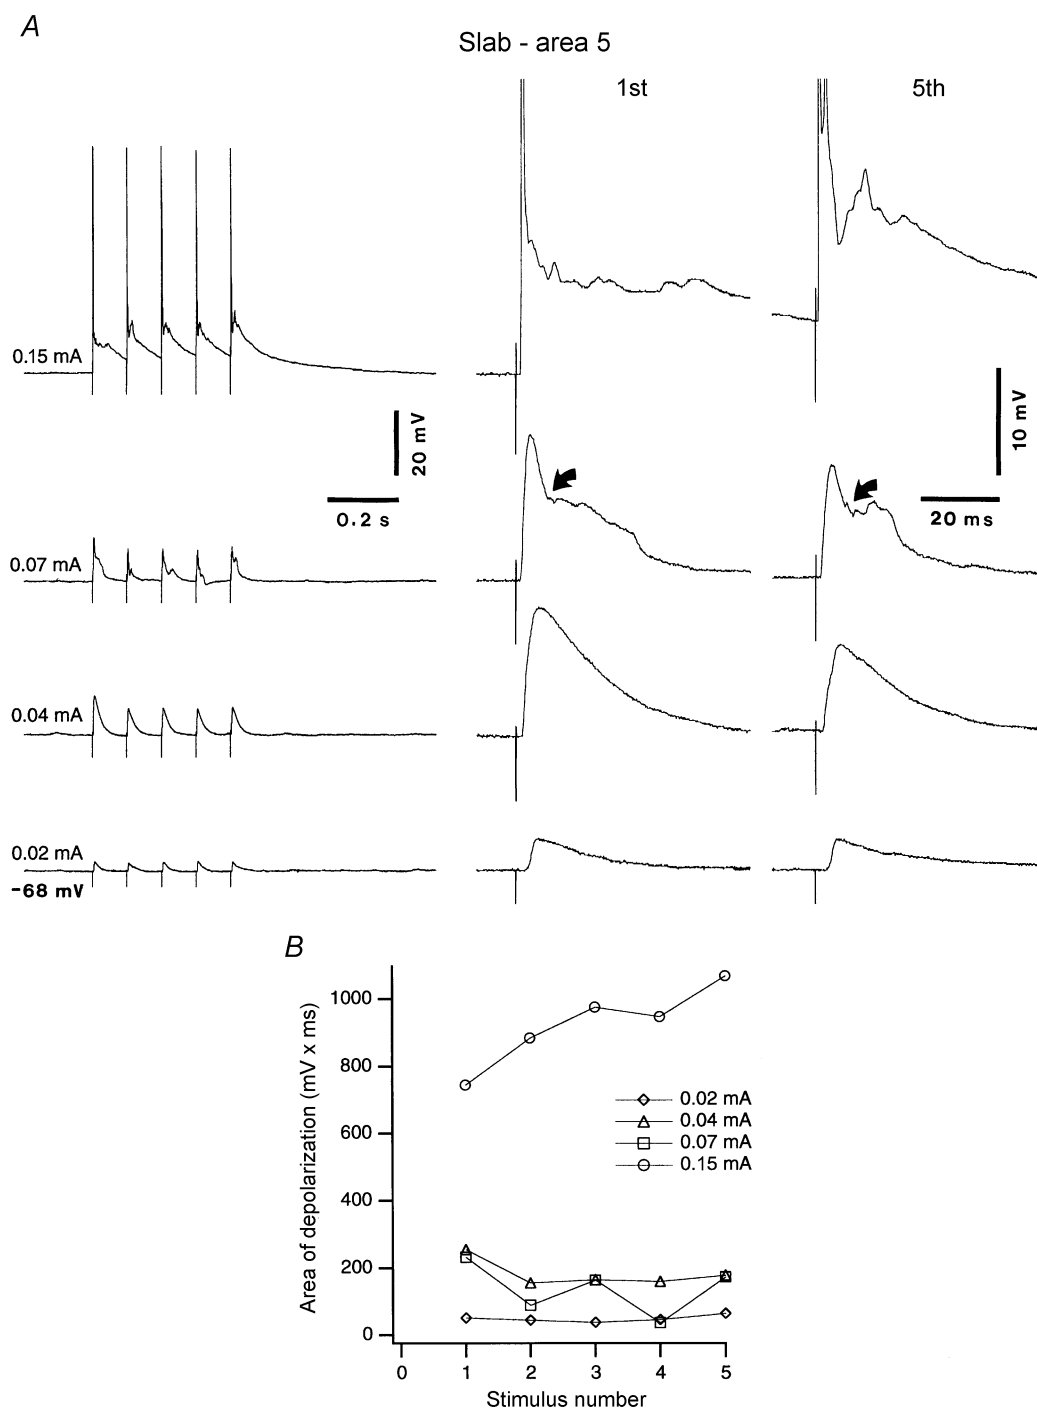 A
Slab - area 5
1st
5th
0.15 mA
20 mV
0.2 s
10 mV
20 ms
0.07 mA
0.04 mA
0.02 mA
-68 mV
B
Area of depolarization (mV x ms)
1000
800
600
400
200
0
0.02 mA
0.04 mA
0.07 mA
0.15 mA
0 1 2 3 4 5
Stimulus number